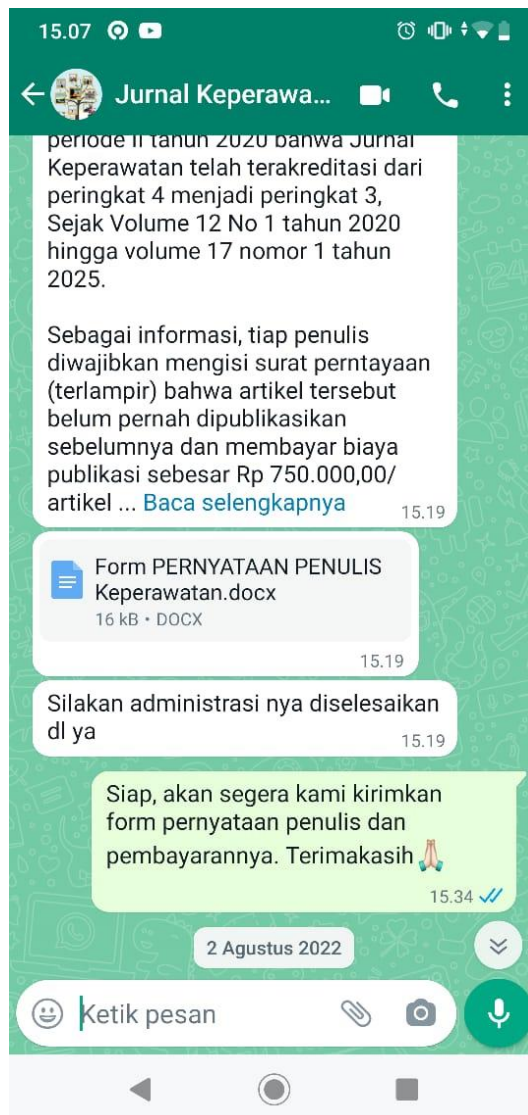 15.07
Jurnal Keperawa...
periode II tahun 2020 bahwa Jurnal
Keperawatan telah terakreditasi dari
peringkat 4 menjadi peringkat 3,
Sejak Volume 12 No 1 tahun 2020
hingga volume 17 nomor 1 tahun
2025.
Sebagai informasi, tiap penulis
diwajibkan mengisi surat perntayaan
(terlampir) bahwa artikel tersebut
belum pernah dipublikasikan
sebelumnya dan membayar biaya
publikasi sebesar Rp 750.000,00/
artikel ... Baca selengkapnya
15.19
Form PERNYATAAN PENULIS
Keperawatan.docx
16 kB • DOCX
15.19
Silakan administrasi nya diselesaikan
dl ya
15.19
Siap, akan segera kami kirimkan
form pernyataan penulis dan
pembayarannya. Terimakasih🙏🏻
15.34
2 Agustus 2022
Ketik pesan